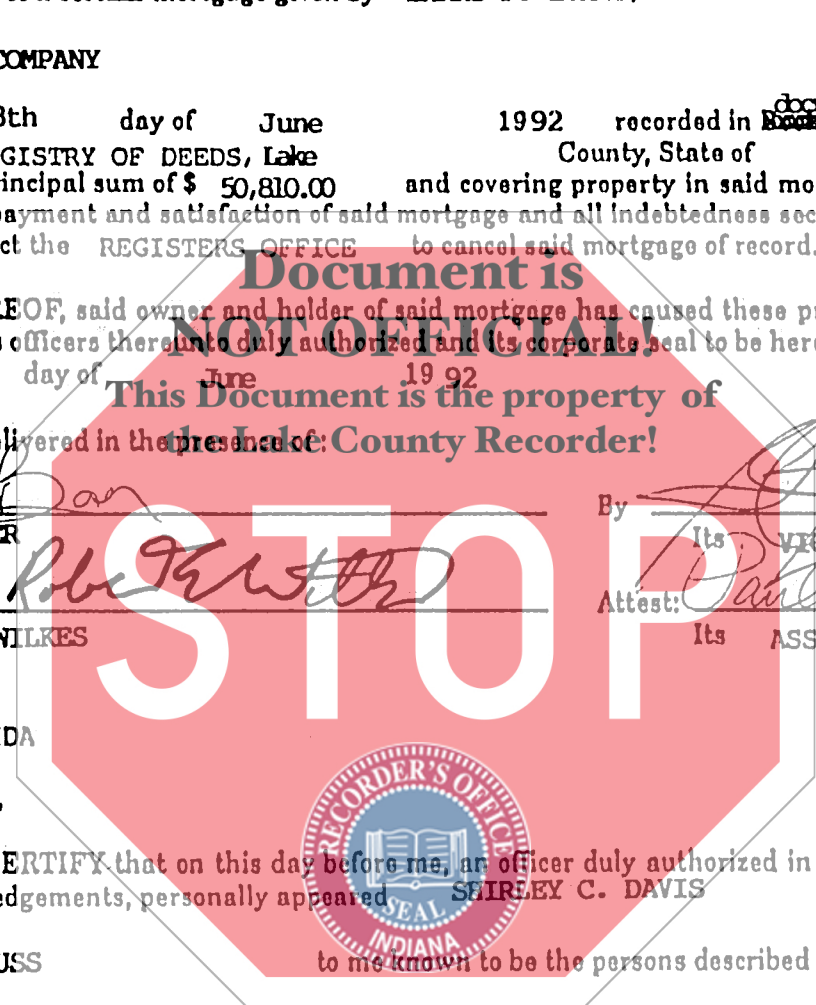 COMPANY
8th day of June 1992 recorded in
GISTRY OF DEEDS, Lake County, State of
incipal sum of $ 50,810.00 and covering property in said mo
ayment and satisfaction of said mortgage and all indebtedness sec
ct the REGISTERS OFFICE to cancel said mortgage of record.
Document is
EOF, said owner and holder of said mortgage has caused these pr
NOT OFFICIAL!
officers thereunto duly authorized and its corporate seal to be here
day of June 19 92
This Document is the property of
the Lake County Recorder!
livered in the presence of:
By
R
Its VIC
STOP
Attest:
WILKES
Its ASS
DA
RECORDER'S OFFICE
SEAL
INDIANA
ERTIFY that on this day before me, an officer duly authorized in
edgements, personally appeared SHIRLEY C. DAVIS
USS to me known to be the persons described